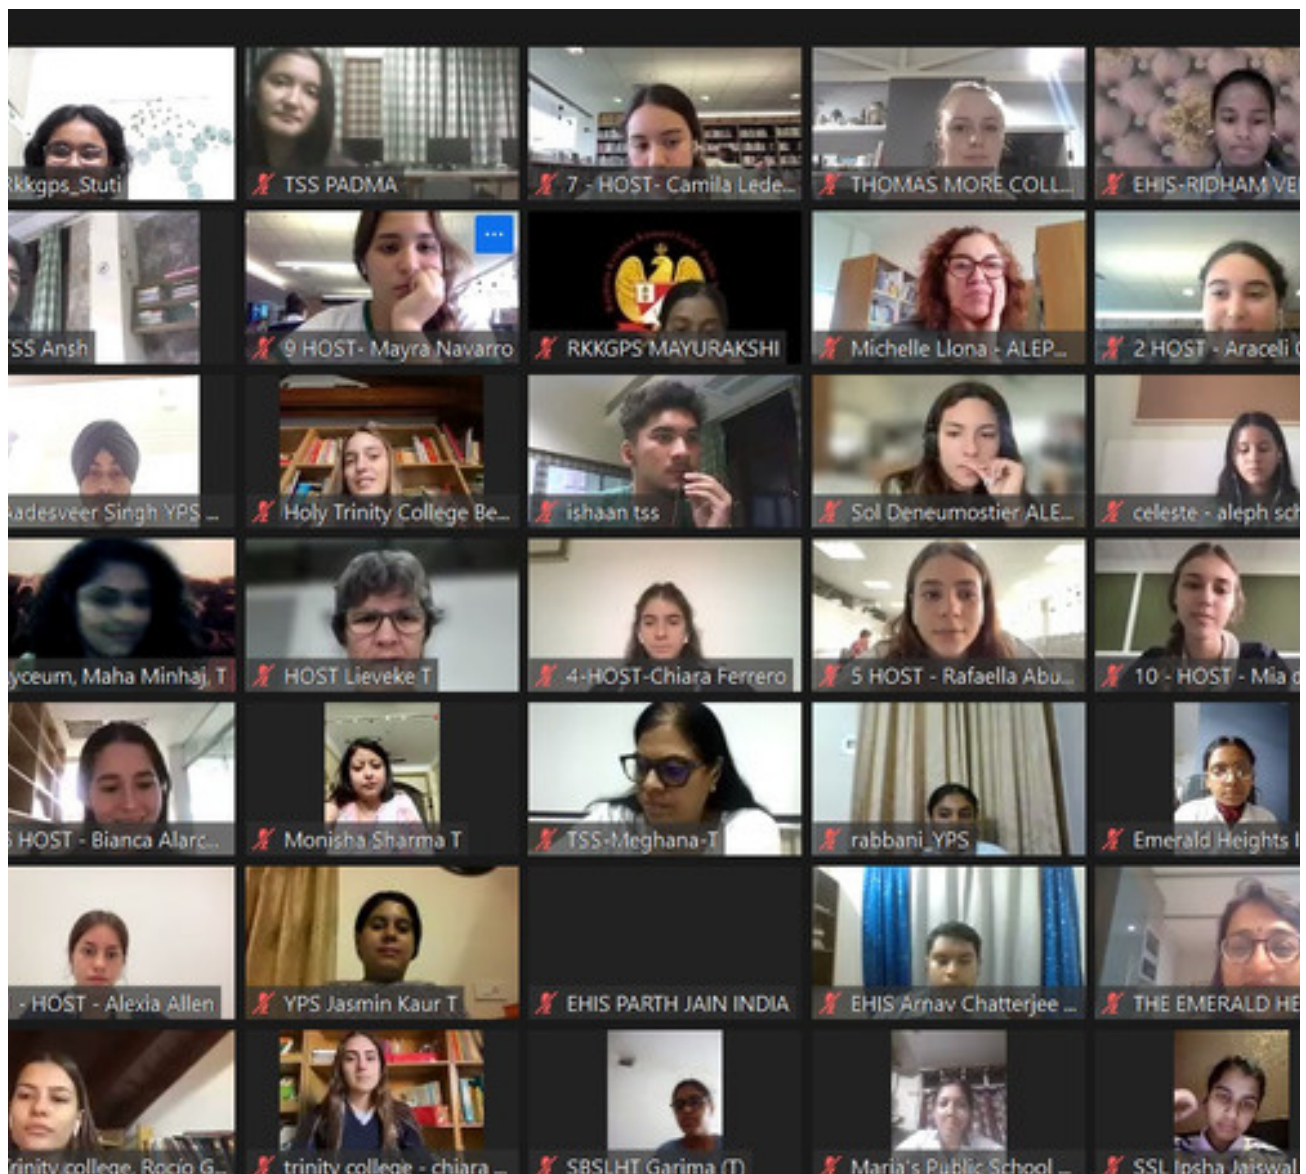 Rkkgps_Stuti
TSS PADMA
7 - HOST- Camila Lede...
THOMAS MORE COLL...
EHIS-RIDHAM VE
SS Ansh
9 HOST- Mayra Navarro
RKKGPS MAYURAKSHI
Michelle Llona - ALEP...
2 HOST - Araceli
adesveer Singh YPS ...
Holy Trinity College Be...
ishaan tss
Sol Deneumostier ALE...
celeste - aleph sch
yceum, Maha Minhaj, T
HOST Lieveke T
4-HOST-Chiara Ferrero
5 HOST - Rafaella Abu...
10 - HOST - Mia d
HOST - Bianca Alarc...
Monisha Sharma T
TSS-Meghana-T
rabbani_YPS
Emerald Heights I
- HOST - Alexia Allen
YPS Jasmin Kaur T
EHIS PARTH JAIN INDIA
EHIS Arnav Chatterjee ...
THE EMERALD HE
rinity college, Rocío G...
trinity college - chiara ...
SBSLHT Garima (T)
Maria's Public School ...
SSL Jaiswal